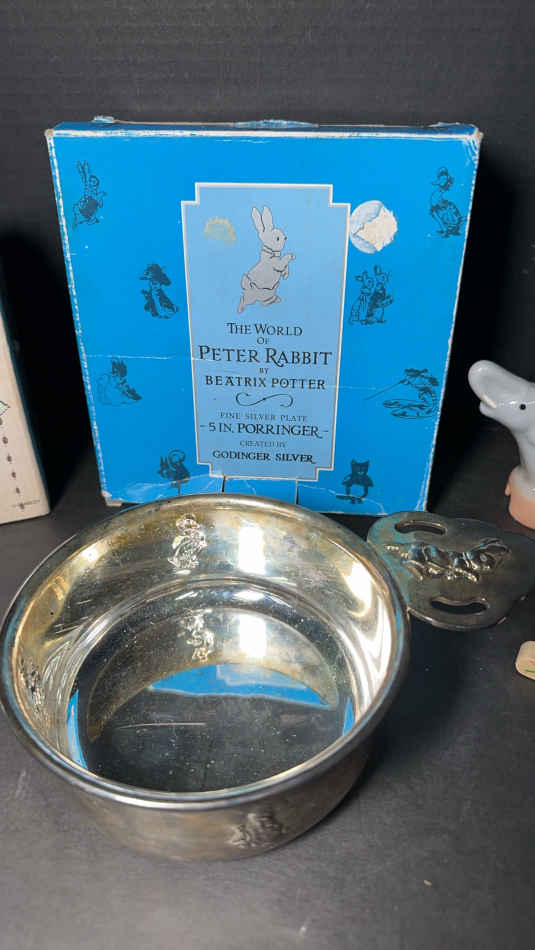 THE WORLD
OF
PETER RABBIT
BY
BEATRIX POTTER
FINE SILVER PLATE
- 5 IN. PORRINGER -
CREATED BY
GODINGER SILVER